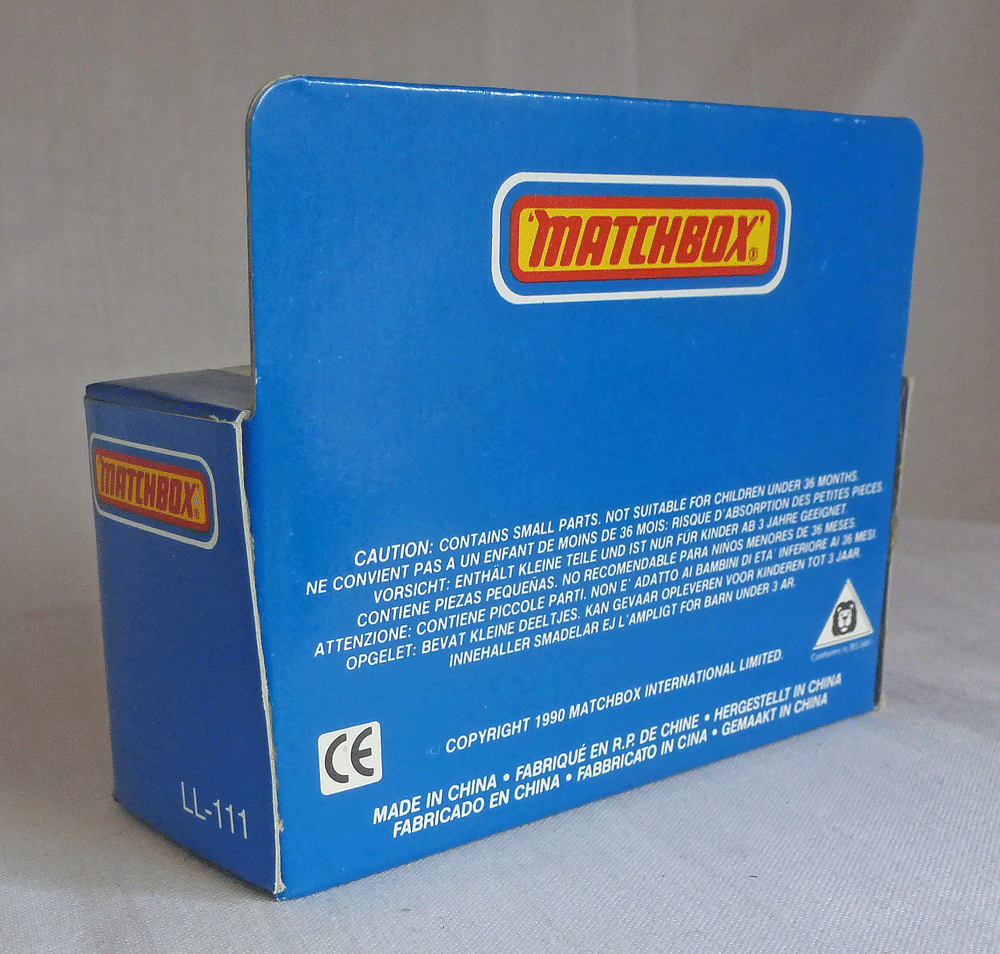 'MATCHBOX'®
MATCHBOX'®
CAUTION: CONTAINS SMALL PARTS. NOT SUITABLE FOR CHILDREN UNDER 36 MONTHS.
NE CONVIENT PAS A UN ENFANT DE MOINS DE 36 MOIS: RISQUE D'ABSORPTION DES PETITES PIECES.
VORSICHT: ENTHÄLT KLEINE TEILE UND IST NUR FUR KINDER AB 3 JAHRE GEEIGNET.
CONTIENE PIEZAS PEQUEÑAS. NO RECOMENDABLE PARA NINOS MENORES DE 36 MESES.
ATTENZIONE: CONTIENE PICCOLE PARTI. NON E' ADATTO AI BAMBINI DI ETA' INFERIORE AI 36 MESI.
OPGELET: BEVAT KLEINE DEELTJES. KAN GEVAAR OPLEVEREN VOOR KINDEREN TOT 3 JAAR.
INNEHALLER SMADELAR EJ L'AMPLIGT FOR BARN UNDER 3 AR.
Conforms to
© COPYRIGHT 1990 MATCHBOX INTERNATIONAL LIMITED.
CE
MADE IN CHINA • FABRIQUÉ EN R.P. DE CHINE • HERGESTELLT IN CHINA
FABRICADO EN CHINA • FABBRICATO IN CINA • GEMAAKT IN CHINA
LL-111